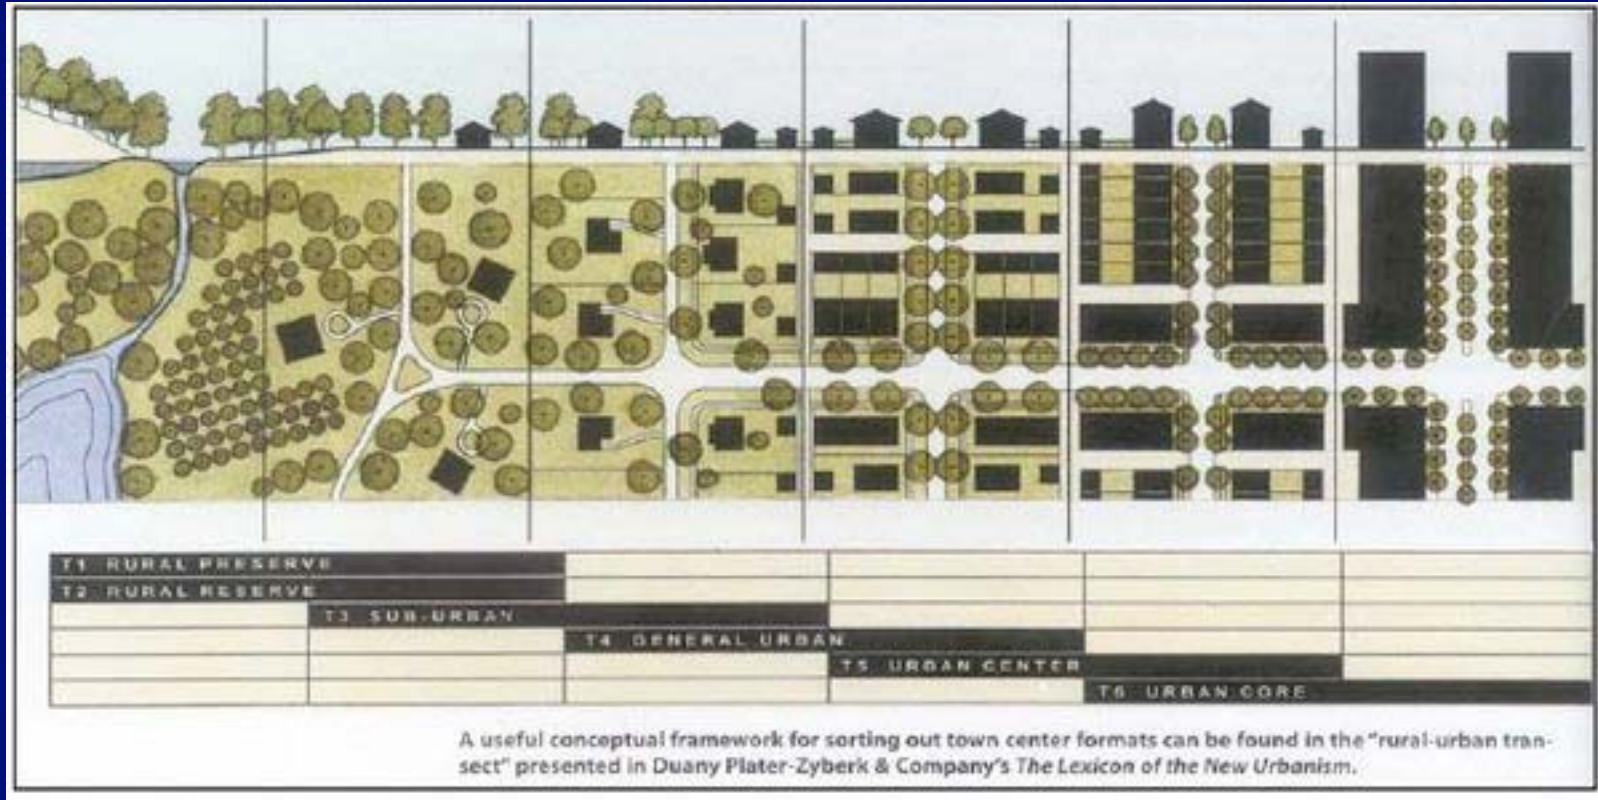 T1 RURAL PRESERVE
T2 RURAL RESERVE
T3 SUB-URBAN
T4 GENERAL URBAN
T5 URBAN CENTER
T6 URBAN CORE
A useful conceptual framework for sorting out town center formats can be found in the "rural-urban tran-
sect" presented in Duany Plater-Zyberk & Company's The Lexicon of the New Urbanism.